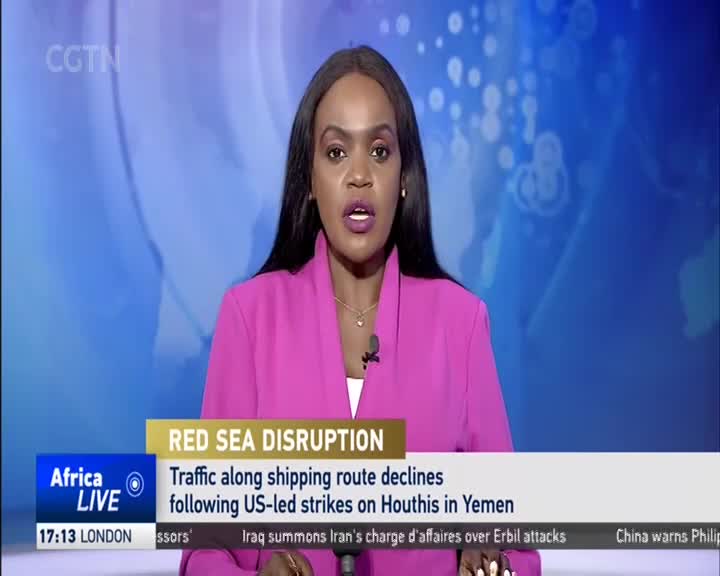 CGTN
RED SEA DISRUPTION
Africa
LIVE
Traffic along shipping route declines
following US-led strikes on Houthis in Yemen
17:13 LONDON
Iraq summons Iran's charge d'affaires over Erbil attacks
China warns